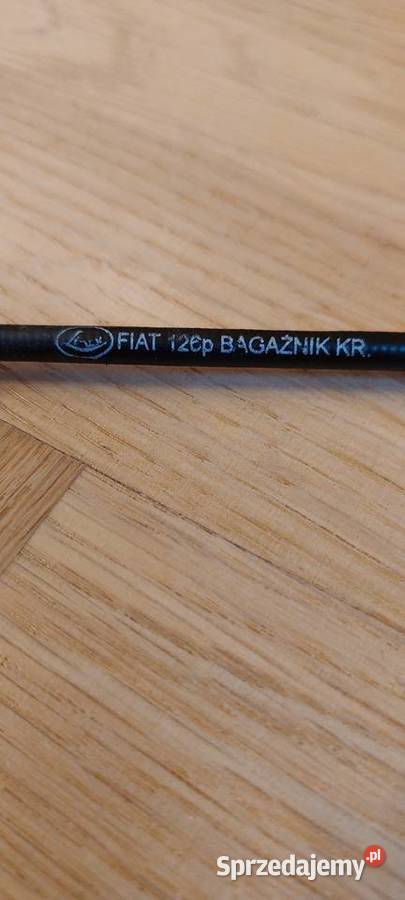 FIAT 126p BAGAŻNIK KR.
Sprzedajemy.pl